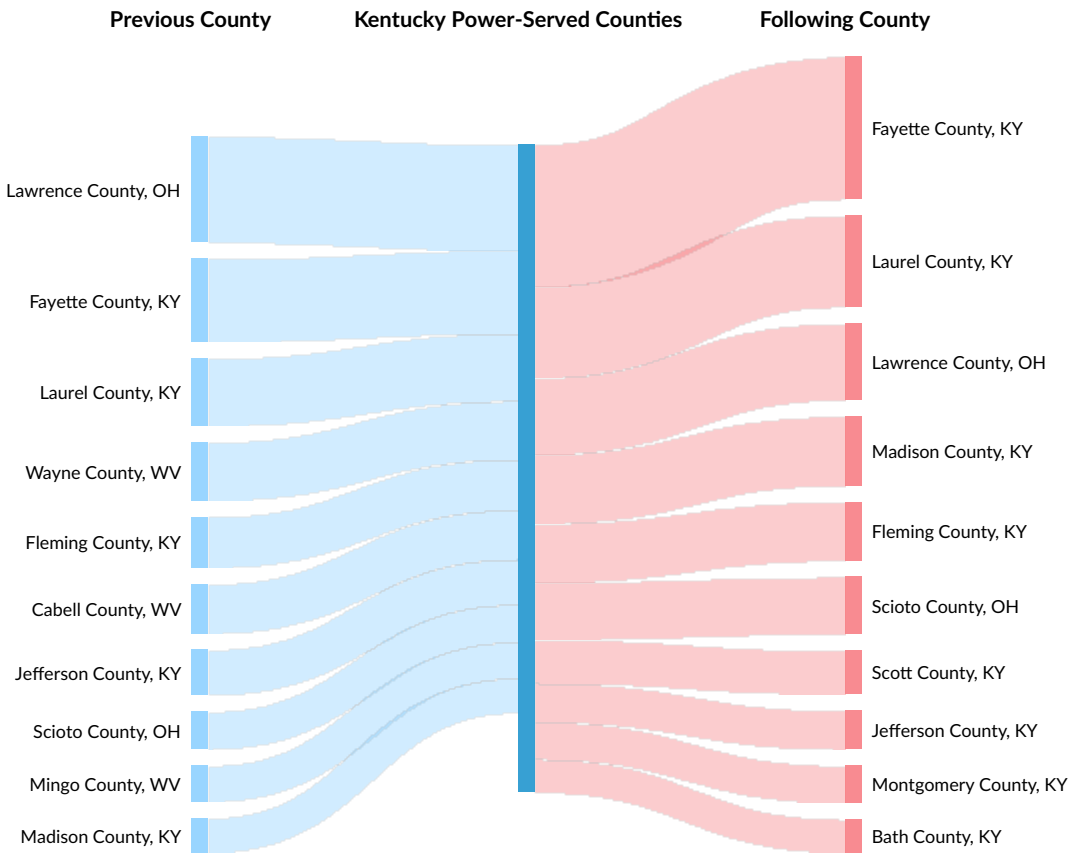 Previous County
Kentucky Power-Served Counties
Following County
Lawrence County, OH
Fayette County, KY
Laurel County, KY
Wayne County, WV
Fleming County, KY
Cabell County, WV
Jefferson County, KY
Scioto County, OH
Mingo County, WV
Madison County, KY
Fayette County, KY
Laurel County, KY
Lawrence County, OH
Madison County, KY
Fleming County, KY
Scioto County, OH
Scott County, KY
Jefferson County, KY
Montgomery County, KY
Bath County, KY